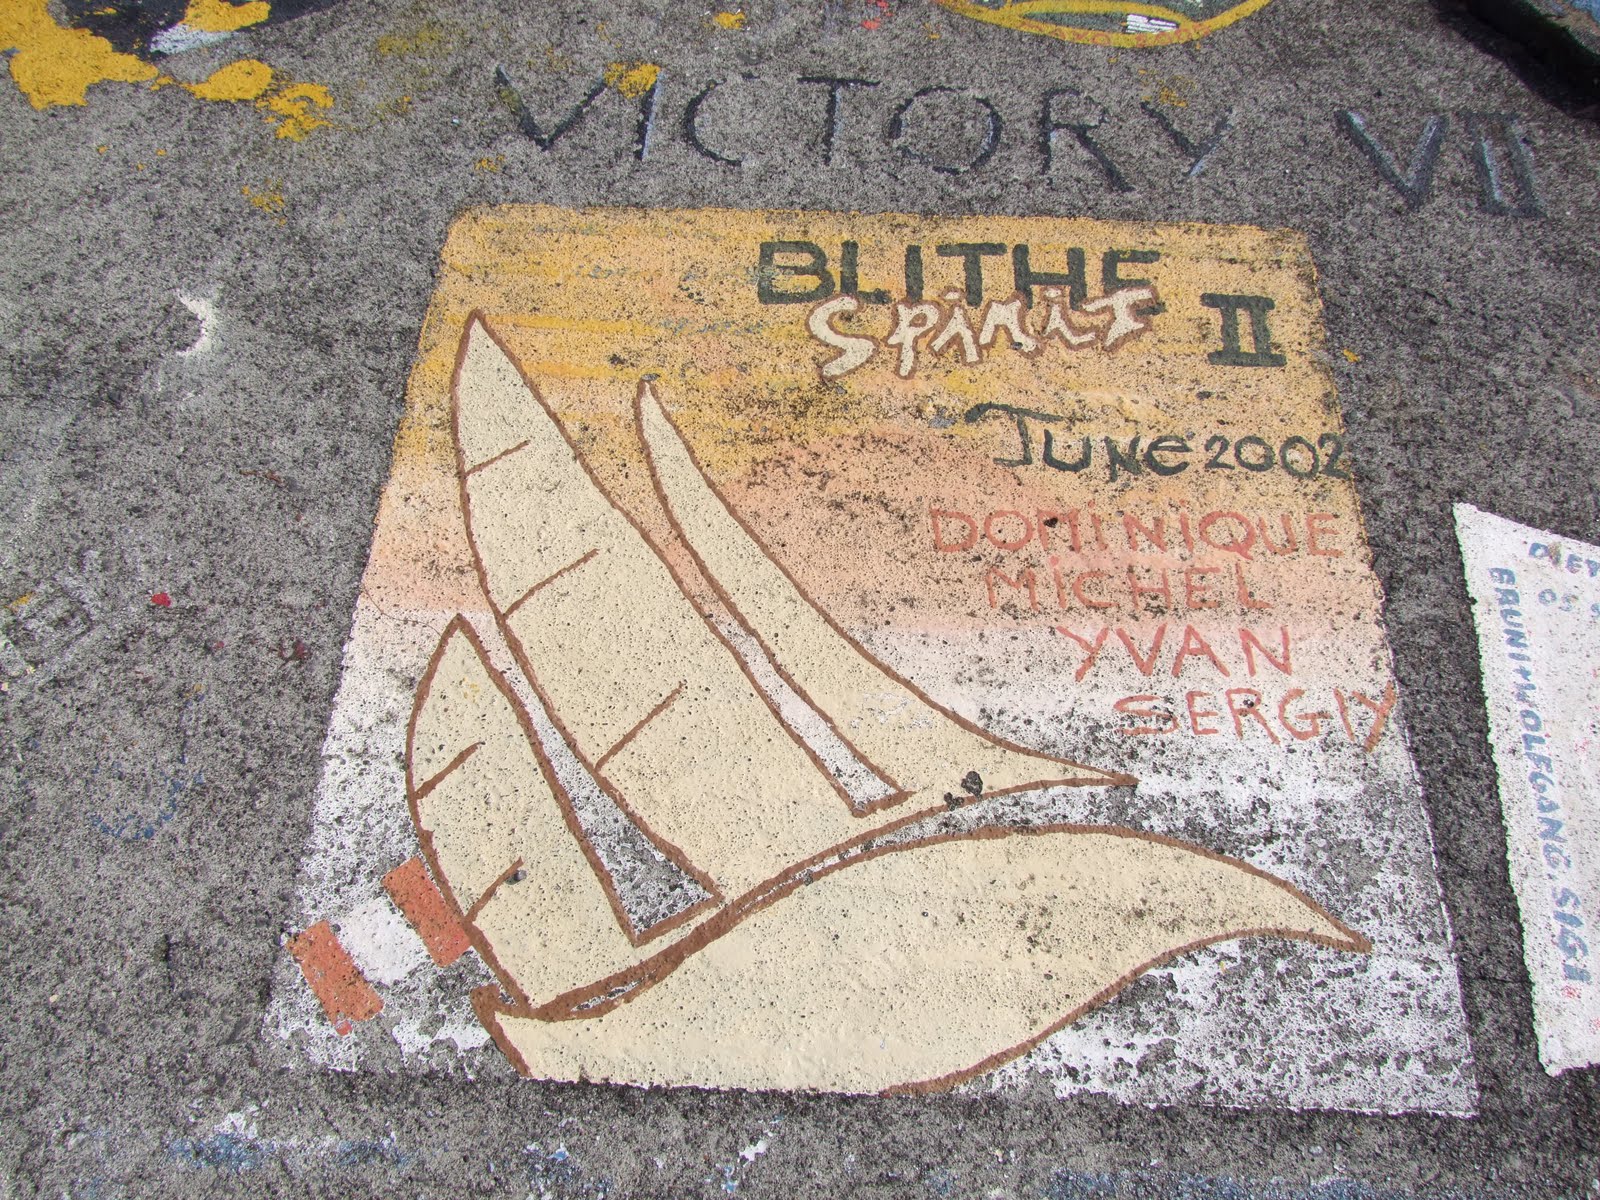 VICTORY VII
BLITHE
Spirit II
June 2002
DOMINIQUE
MiCHEL
YVAN
SERGIY